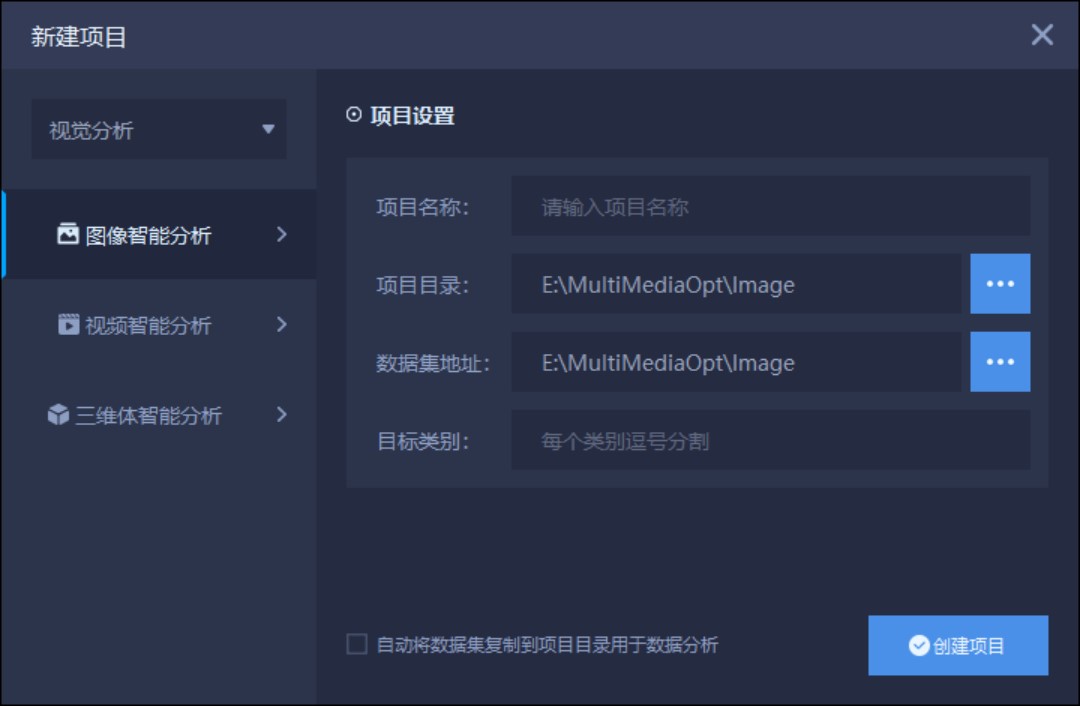 新建项目
视觉分析
图像智能分析
视频智能分析
三维体智能分析
项目设置
项目名称: 请输入项目名称
项目目录: E:\MultiMediaOpt\Image
数据集地址: E:\MultiMediaOpt\Image
目标类别: 每个类别逗号分割
自动将数据集复制到项目目录用于数据分析
创建项目